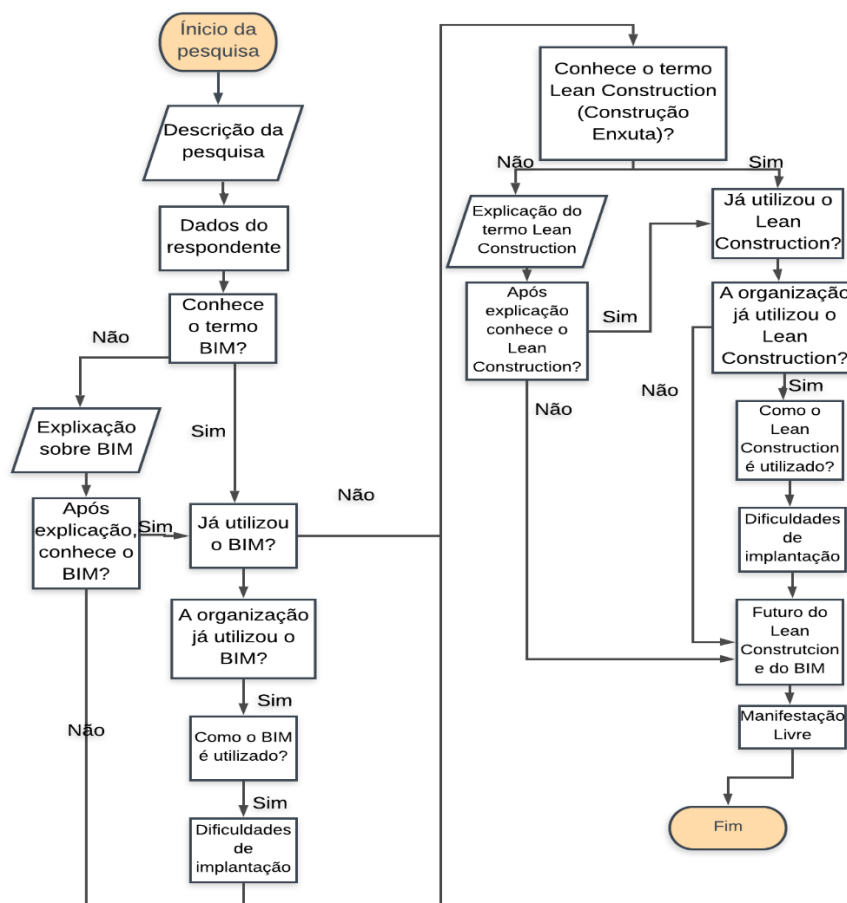 Ínicio da
pesquisa
Descrição da
pesquisa
Dados do
respondente
Conhece
o termo
BIM?
Não
Sim
Explixação
sobre BIM
Após
explicação,
conhece o
BIM?
Sim
Não
Já utilizou
o BIM?
Não
A organização
já utilizou o
BIM?
Sim
Como o BIM
é utilizado?
Sim
Dificuldades
de
implantação
Conhece o termo
Lean Construction
(Construção
Enxuta)?
Não
Sim
Explicação do
termo Lean
Construction
Após
explicação
conhece o
Lean
Construction?
Sim
Não
Já utilizou o
Lean
Construction?
A
organização
já utilizou o
Lean
Construction?
Não
Sim
Como o
Lean
Construction
é utilizado?
Dificuldades
de
implantação
Futuro do
Lean
Construtcion
e do BIM
Manifestação
Livre
Fim